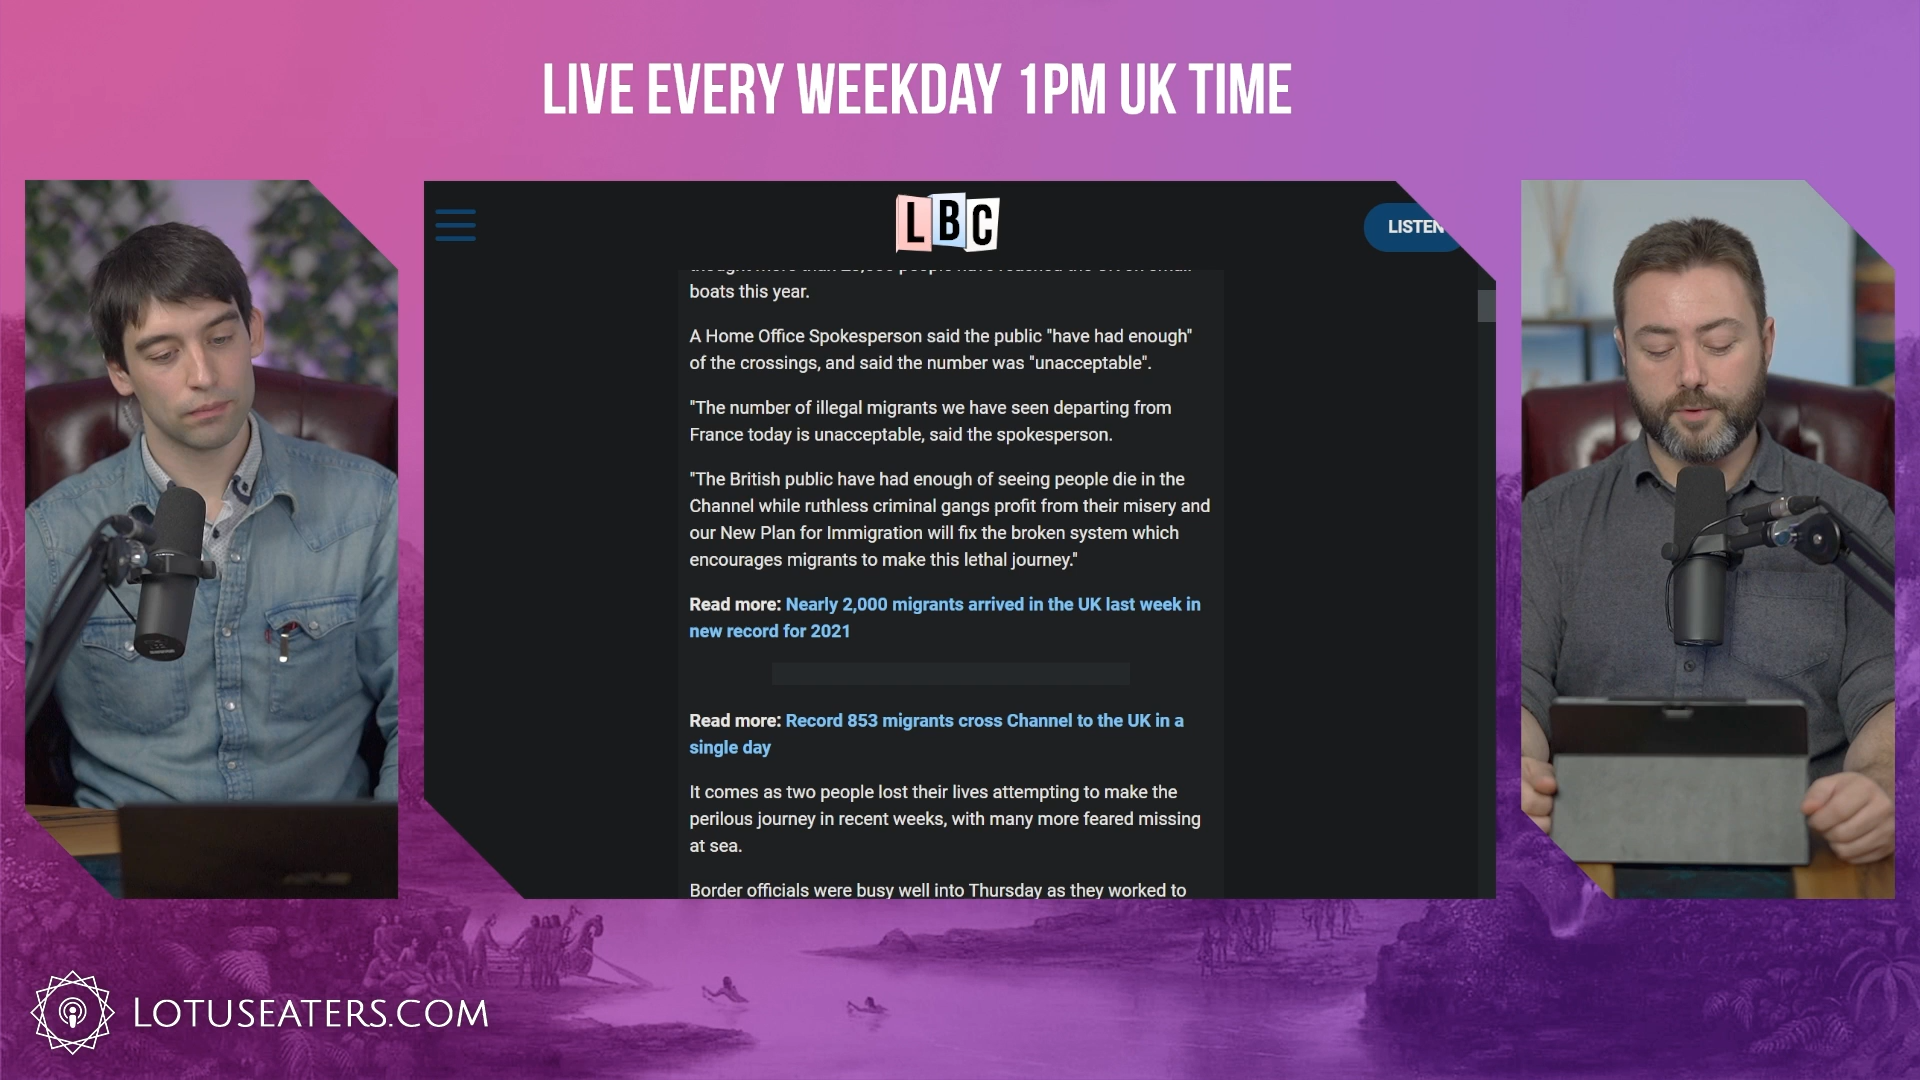 LIVE EVERY WEEKDAY 1PM UK TIME
LBC
LISTEN
boats this year.
A Home Office Spokesperson said the public "have had enough"
of the crossings, and said the number was "unacceptable".
"The number of illegal migrants we have seen departing from
France today is unacceptable, said the spokesperson.
"The British public have had enough of seeing people die in the
Channel while ruthless criminal gangs profit from their misery and
our New Plan for Immigration will fix the broken system which
encourages migrants to make this lethal journey."
Read more: Nearly 2,000 migrants arrived in the UK last week in
new record for 2021
Read more: Record 853 migrants cross Channel to the UK in a
single day
It comes as two people lost their lives attempting to make the
perilous journey in recent weeks, with many more feared missing
at sea.
Border officials were busy well into Thursday as they worked to
LOTUSEATERS.COM